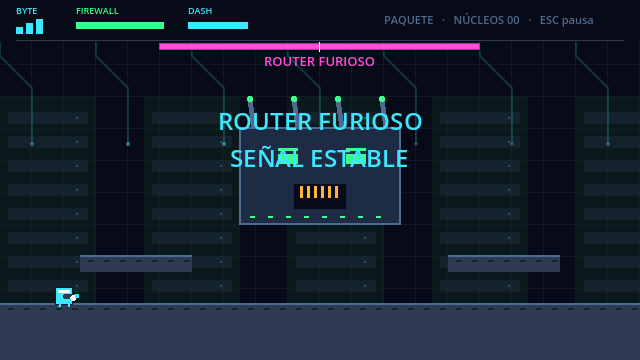 BYTE
FIREWALL
DASH
PAQUETE · NÚCLEOS 00 · ESC pausa
ROUTER FURIOSO
ROUTER FURIOSO
SEÑAL ESTABLE